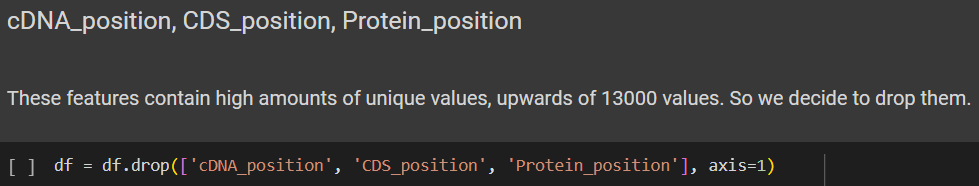 cDNA_position, CDS_position, Protein_position
These features contain high amounts of unique values, upwards of 13000 values. So we decide to drop them.
[ ] df = df.drop(['cDNA_position', 'CDS_position', 'Protein_position'], axis=1)